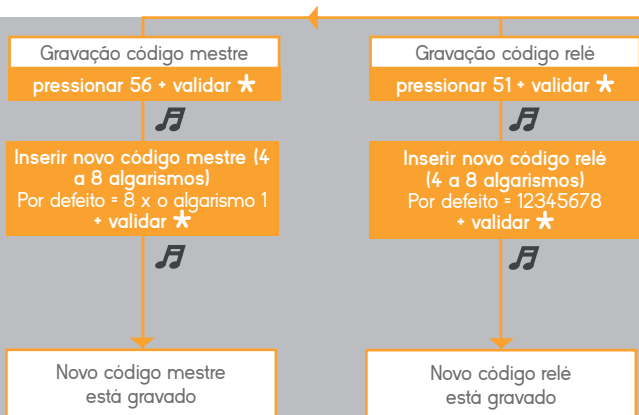 Gravação código mestre
pressionar 56 + validar *
Inserir novo código mestre (4
a 8 algarismos)
Por defeito = 8 x o algarismo 1
+ validar *
Novo código mestre
está gravado
Gravação código relé
pressionar 51 + validar *
Inserir novo código relé
(4 a 8 algarismos)
Por defeito = 12345678
+ validar *
Novo código relé
está gravado